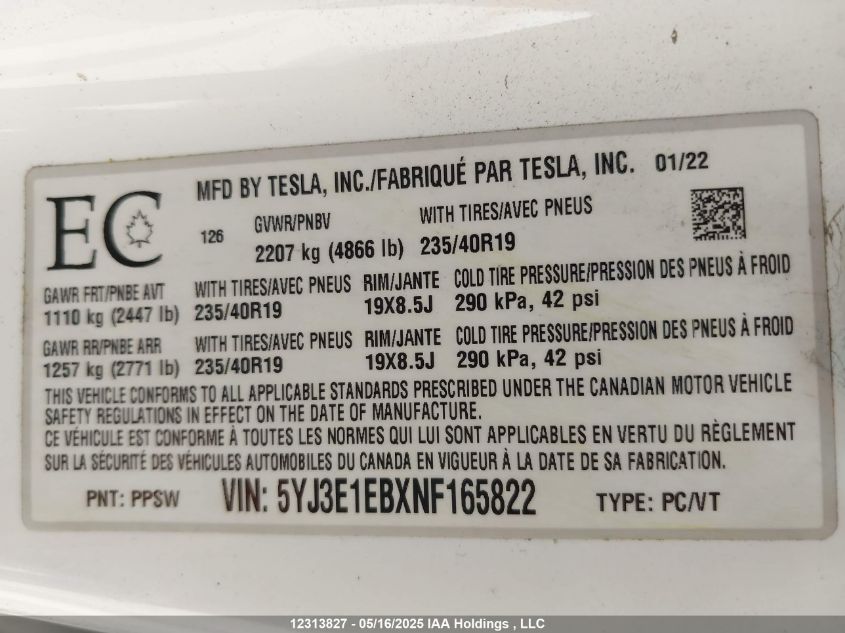 MFD BY TESLA, INC./FABRIQUÉ PAR TESLA, INC. 01/22
EC
126
GVWR/PNBV WITH TIRES/AVEC PNEUS
2207 kg (4866 lb) 235/40R19
GAWR FRT/PNBE AVT WITH TIRES/AVEC PNEUS RIM/JANTE COLD TIRE PRESSURE/PRESSION DES PNEUS À FROID
1110 kg (2447 lb) 235/40R19 19X8.5J 290 kPa, 42 psi
GAWR RR/PNBE ARR WITH TIRES/AVEC PNEUS RIM/JANTE COLD TIRE PRESSURE/PRESSION DES PNEUS À FROID
1257 kg (2771 lb) 235/40R19 19X8.5J 290 kPa, 42 psi
THIS VEHICLE CONFORMS TO ALL APPLICABLE STANDARDS PRESCRIBED UNDER THE CANADIAN MOTOR VEHICLE
SAFETY REGULATIONS IN EFFECT ON THE DATE OF MANUFACTURE.
CE VÉHICULE EST CONFORME À TOUTES LES NORMES QUI LUI SONT APPLICABLES EN VERTU DU RÈGLEMENT
SUR LA SÉCURITÉ DES VÉHICULES AUTOMOBILES DU CANADA EN VIGUEUR À LA DATE DE SA FABRICATION.
PNT: PPSW VIN: 5YJ3E1EBXNF165822 TYPE: PC/VT
12313827 - 05/16/2025 IAA Holdings , LLC